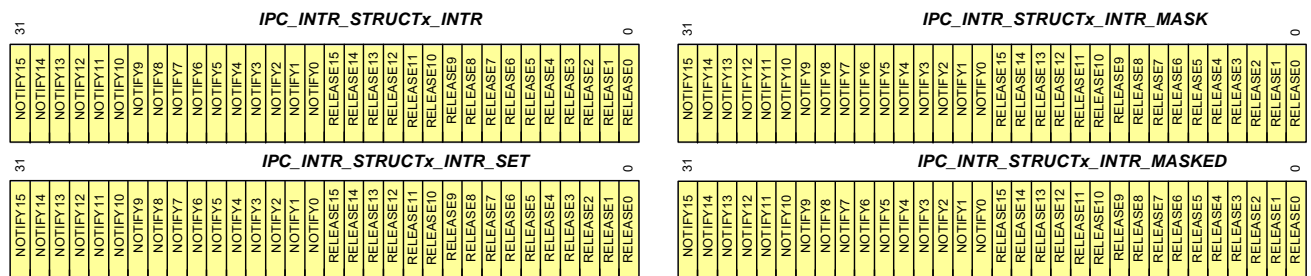 IPC_INTR_STRUCTx_INTR
31
0
NOTIFY15
NOTIFY14
NOTIFY13
NOTIFY12
NOTIFY11
NOTIFY10
NOTIFY9
NOTIFY8
NOTIFY7
NOTIFY6
NOTIFY5
NOTIFY4
NOTIFY3
NOTIFY2
NOTIFY1
NOTIFY0
RELEASE15
RELEASE14
RELEASE13
RELEASE12
RELEASE11
RELEASE10
RELEASE9
RELEASE8
RELEASE7
RELEASE6
RELEASE5
RELEASE4
RELEASE3
RELEASE2
RELEASE1
RELEASE0
IPC_INTR_STRUCTx_INTR_MASK
31
0
NOTIFY15
NOTIFY14
NOTIFY13
NOTIFY12
NOTIFY11
NOTIFY10
NOTIFY9
NOTIFY8
NOTIFY7
NOTIFY6
NOTIFY5
NOTIFY4
NOTIFY3
NOTIFY2
NOTIFY1
NOTIFY0
RELEASE15
RELEASE14
RELEASE13
RELEASE12
RELEASE11
RELEASE10
RELEASE9
RELEASE8
RELEASE7
RELEASE6
RELEASE5
RELEASE4
RELEASE3
RELEASE2
RELEASE1
RELEASE0
IPC_INTR_STRUCTx_INTR_SET
31
0
NOTIFY15
NOTIFY14
NOTIFY13
NOTIFY12
NOTIFY11
NOTIFY10
NOTIFY9
NOTIFY8
NOTIFY7
NOTIFY6
NOTIFY5
NOTIFY4
NOTIFY3
NOTIFY2
NOTIFY1
NOTIFY0
RELEASE15
RELEASE14
RELEASE13
RELEASE12
RELEASE11
RELEASE10
RELEASE9
RELEASE8
RELEASE7
RELEASE6
RELEASE5
RELEASE4
RELEASE3
RELEASE2
RELEASE1
RELEASE0
IPC_INTR_STRUCTx_INTR_MASKED
31
0
NOTIFY15
NOTIFY14
NOTIFY13
NOTIFY12
NOTIFY11
NOTIFY10
NOTIFY9
NOTIFY8
NOTIFY7
NOTIFY6
NOTIFY5
NOTIFY4
NOTIFY3
NOTIFY2
NOTIFY1
NOTIFY0
RELEASE15
RELEASE14
RELEASE13
RELEASE12
RELEASE11
RELEASE10
RELEASE9
RELEASE8
RELEASE7
RELEASE6
RELEASE5
RELEASE4
RELEASE3
RELEASE2
RELEASE1
RELEASE0